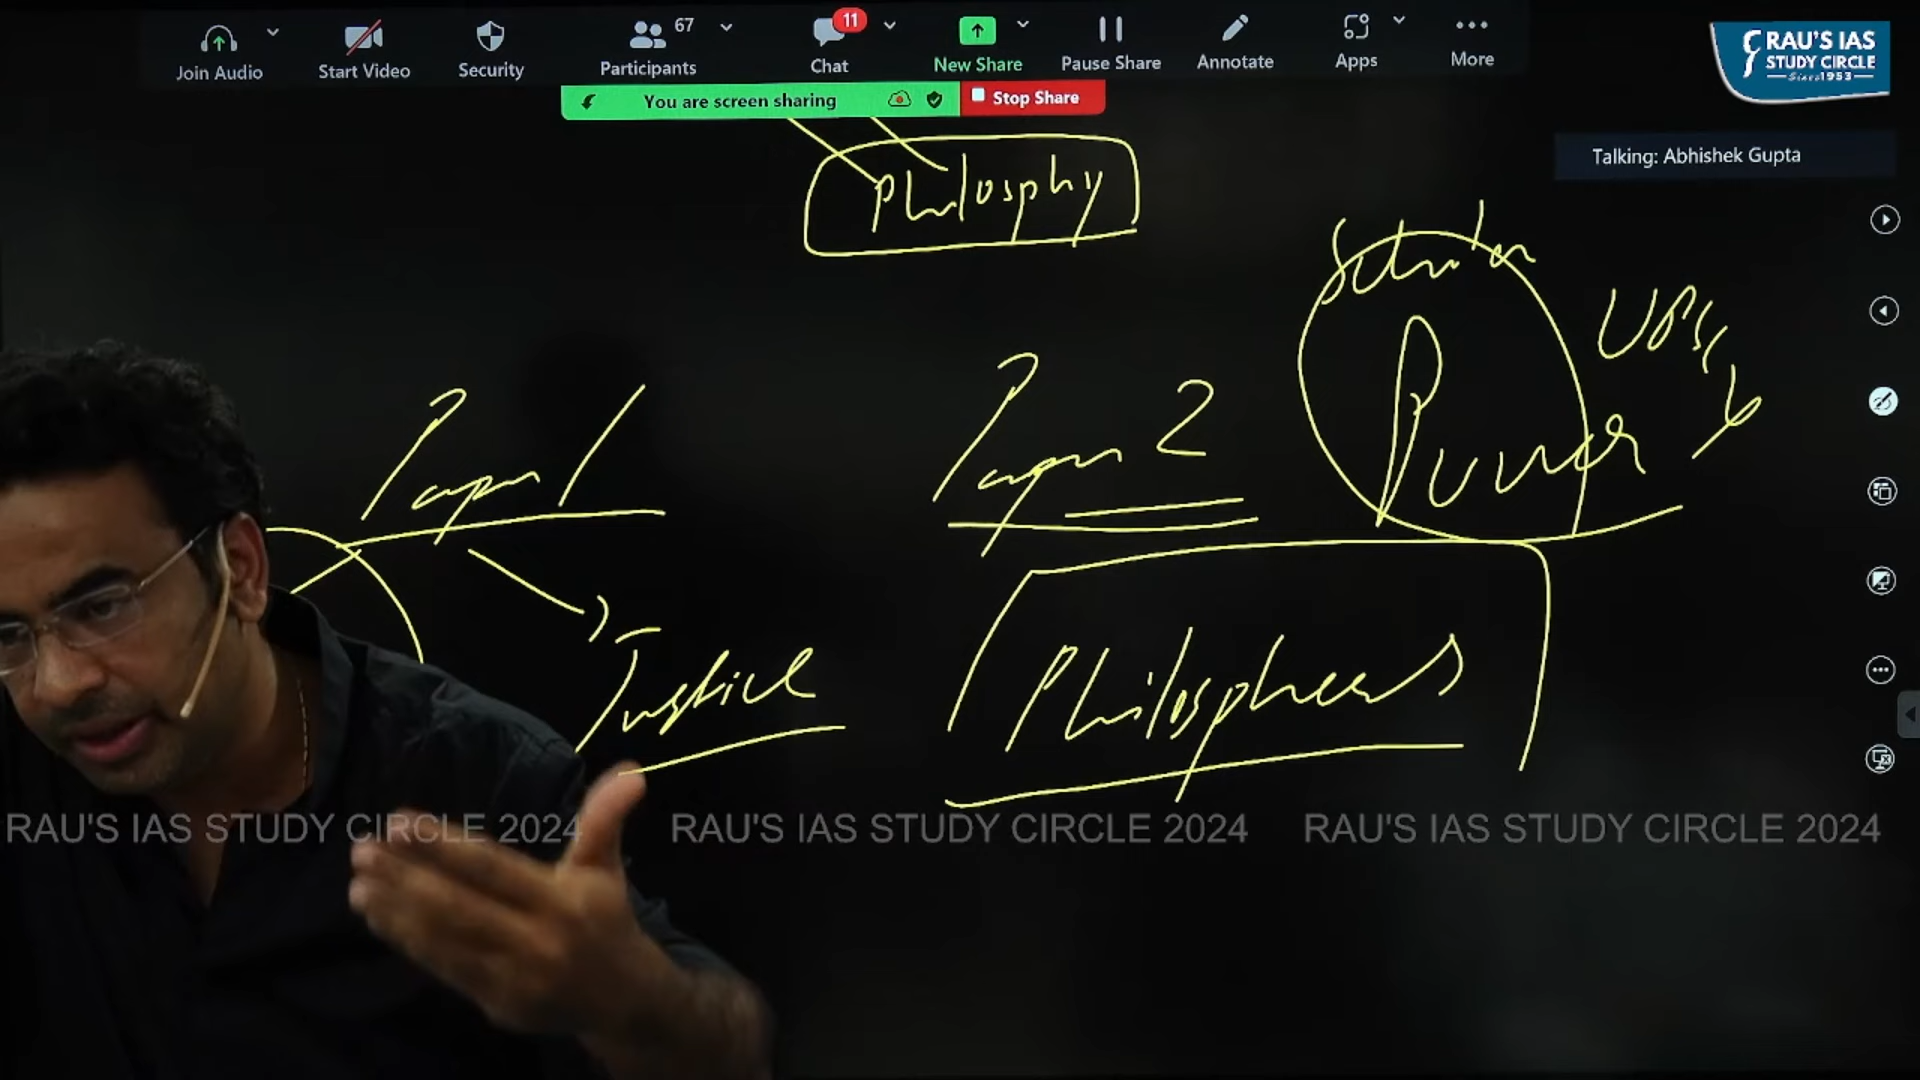 Join Audio
Start Video
Security
Participants 67
Chat 11
New Share
Pause Share
Annotate
Apps
More
RAU'S IAS
STUDY CIRCLE
Since 1953
You are screen sharing
Stop Share
Talking: Abhishek Gupta
Philosphy
UPSC
Paper 1
Paper 2
Power
Justice
Philosphers
RAU'S IAS STUDY CIRCLE 2024 RAU'S IAS STUDY CIRCLE 2024 RAU'S IAS STUDY CIRCLE 2024